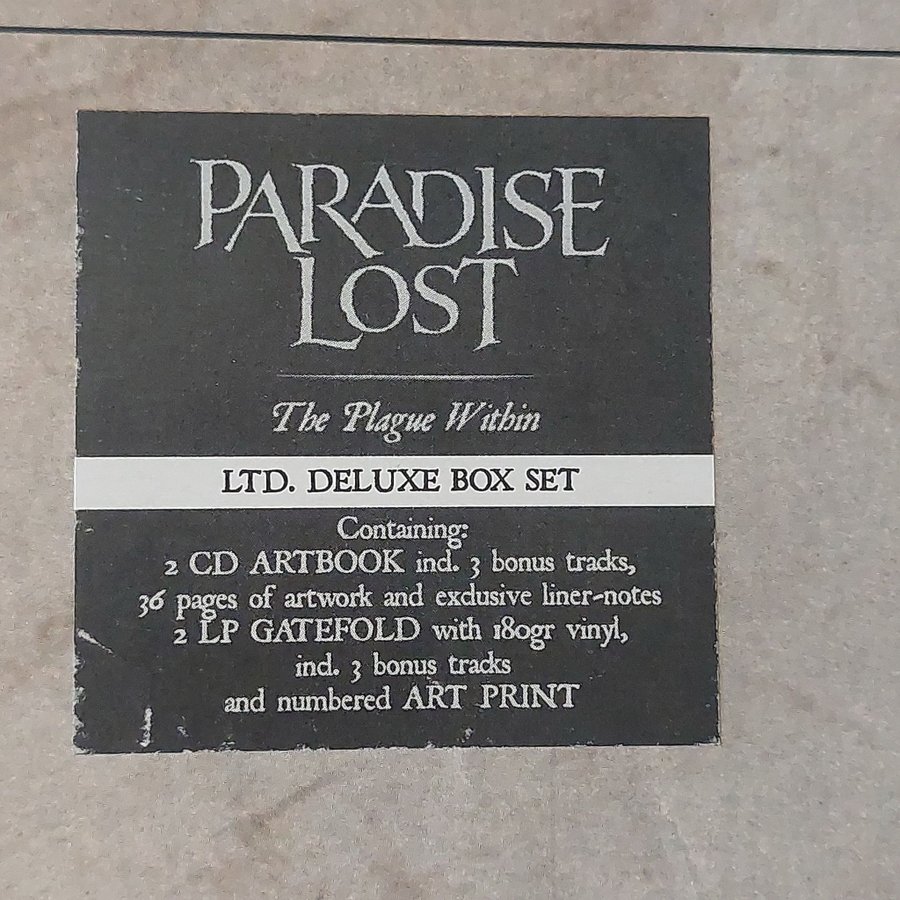 PARADISE
LOST
The Plague Within
LTD. DELUXE BOX SET
Containing:
2 CD ARTBOOK incl. 3 bonus tracks,
36 pages of artwork and exclusive liner-notes
2 LP GATEFOLD with 180gr vinyl,
incl. 3 bonus tracks
and numbered ART PRINT